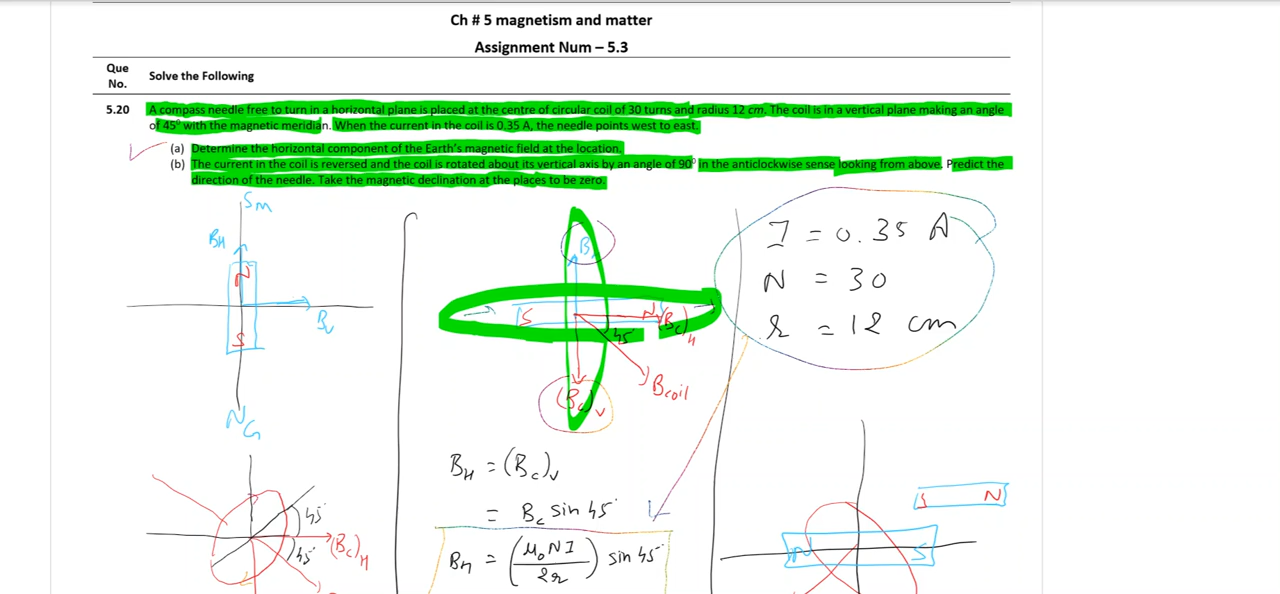 Ch # 5 magnetism and matter
Assignment Num – 5.3
Que No.
Solve the Following
5.20
A compass needle free to turn in a horizontal plane is placed at the centre of circular coil of 30 turns and radius 12 cm. The coil is in a vertical plane making an angle
of 45⁰ with the magnetic meridian. When the current in the coil is 0.35 A, the needle points west to east.
(a) Determine the horizontal component of the Earth's magnetic field at the location.
(b) The current in the coil is reversed and the coil is rotated about its vertical axis by an angle of 90⁰ in the anticlockwise sense looking from above. Predict the
direction of the needle. Take the magnetic declination at the places to be zero.
Sm
BH
N
S
Bv
NG
45°
45°
(Bc)H
B
S
N
(Bc)H
45°
Bcoil
(Bc)v
BH = (Bc)v
= Bc sin 45°
BH = (μ₀NI / 2r) sin 45°
I = 0.35 A
N = 30
r = 12 cm
S N
N S